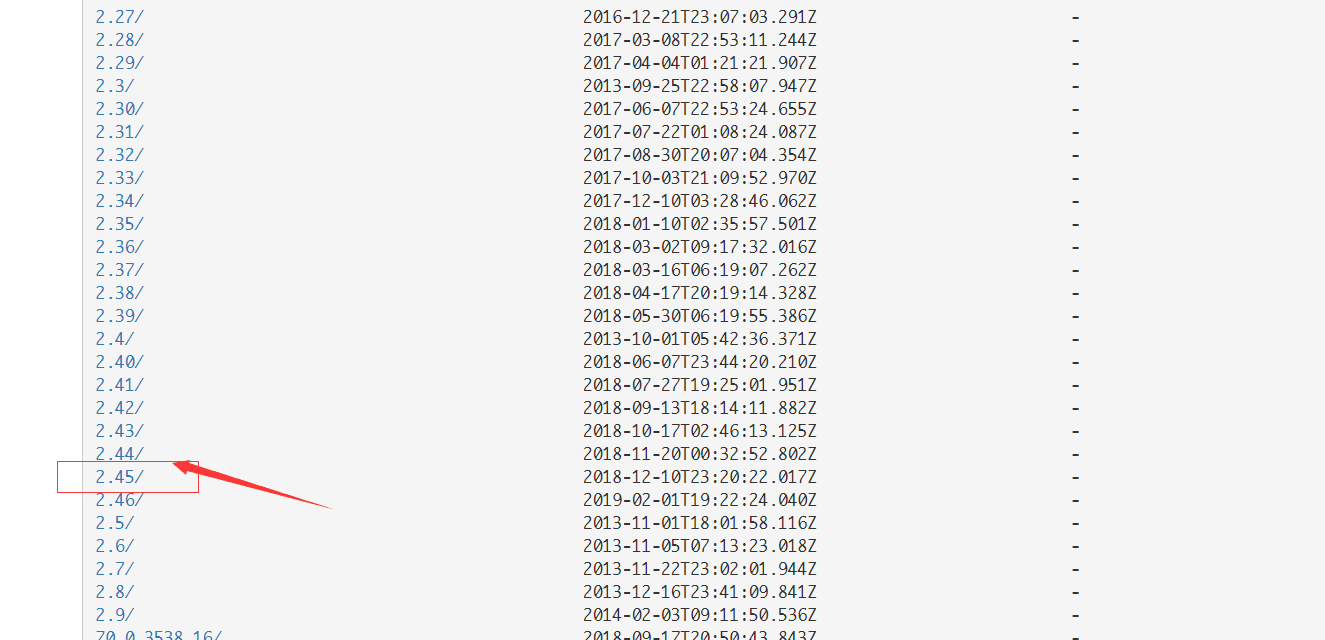 2.27/ 2016-12-21T23:07:03.291Z -
2.28/ 2017-03-08T22:53:11.244Z -
2.29/ 2017-04-04T01:21:21.907Z -
2.3/ 2013-09-25T22:58:07.947Z -
2.30/ 2017-06-07T22:53:24.655Z -
2.31/ 2017-07-22T01:08:24.087Z -
2.32/ 2017-08-30T20:07:04.354Z -
2.33/ 2017-10-03T21:09:52.970Z -
2.34/ 2017-12-10T03:28:46.062Z -
2.35/ 2018-01-10T02:35:57.501Z -
2.36/ 2018-03-02T09:17:32.016Z -
2.37/ 2018-03-16T06:19:07.262Z -
2.38/ 2018-04-17T20:19:14.328Z -
2.39/ 2018-05-30T06:19:55.386Z -
2.4/ 2013-10-01T05:42:36.371Z -
2.40/ 2018-06-07T23:44:20.210Z -
2.41/ 2018-07-27T19:25:01.951Z -
2.42/ 2018-09-13T18:14:11.882Z -
2.43/ 2018-10-17T02:46:13.125Z -
2.44/ 2018-11-20T00:32:52.802Z -
2.45/ 2018-12-10T23:20:22.017Z -
2.46/ 2019-02-01T19:22:24.040Z -
2.5/ 2013-11-01T18:01:58.116Z -
2.6/ 2013-11-05T07:13:23.018Z -
2.7/ 2013-11-22T23:02:01.944Z -
2.8/ 2013-12-16T23:41:09.841Z -
2.9/ 2014-02-03T09:11:50.536Z -
70.0.3538.16/ 2018-09-17T20:50:43.843Z -